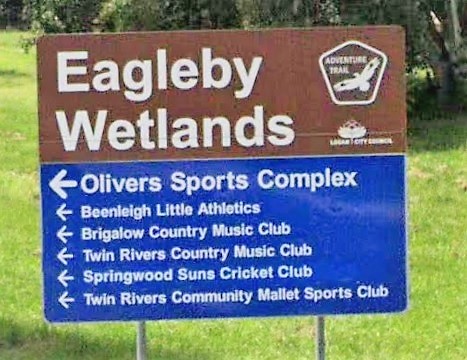 Eagleby
Wetlands
ADVENTURE
TRAIL
LOGAN CITY COUNCIL
Olivers Sports Complex
Beenleigh Little Athletics
Brigalow Country Music Club
Twin Rivers Country Music Club
Springwood Suns Cricket Club
Twin Rivers Community Mallet Sports Club